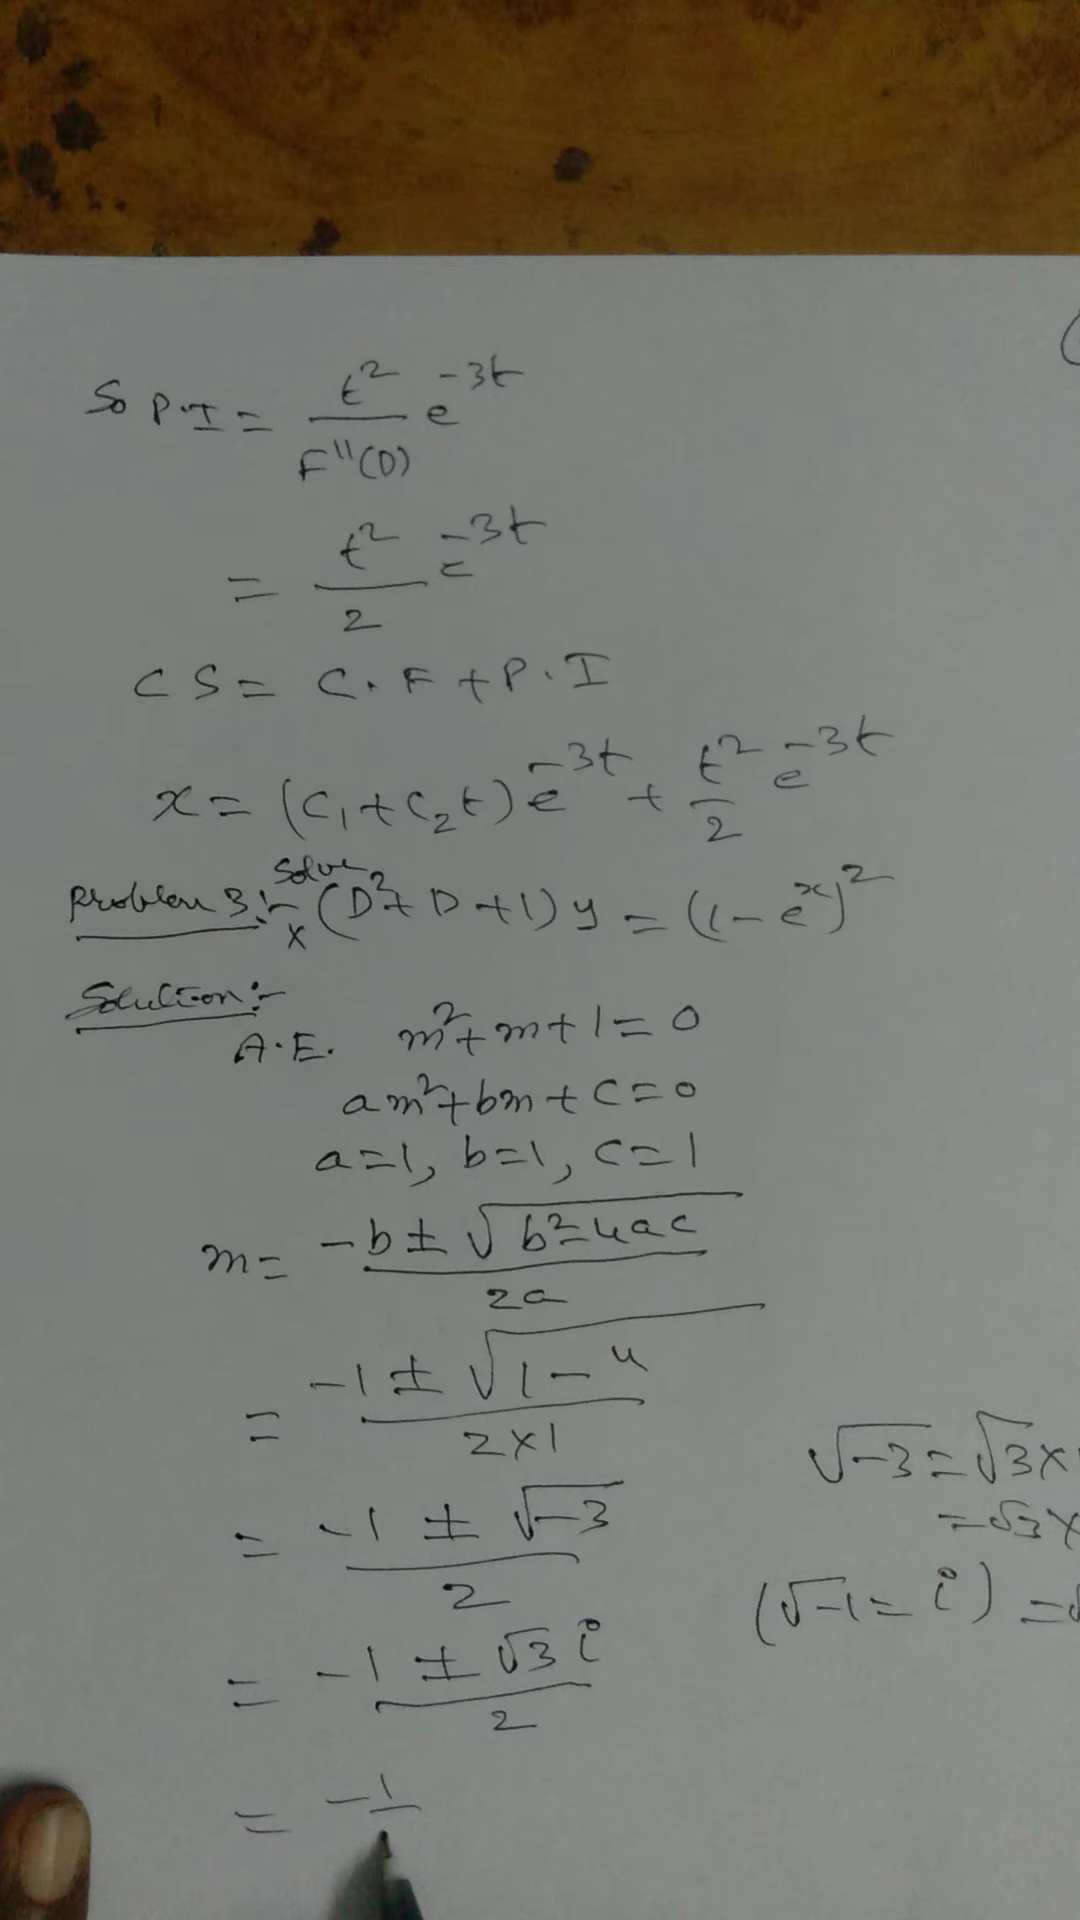 So P.I = t²/F''(D) e^-3t
= t²/2 e^-3t
CS = C.F + P.I
x = (C₁+C₂t) e^-3t + t²/2 e^-3t
Problem 3:- Solve (D²+D+1)y = (1-e^x)²
x
Solution:-
A.E. m²+m+1=0
am²+bm+c=0
a=1, b=1, c=1
m = -b±√b²-4ac / 2a
= -1±√1-4 / 2×1
= -1±√-3 / 2
√-3 = √3×
= √3×
(√-1 = i) = √
= -1±√3 i / 2
= -1